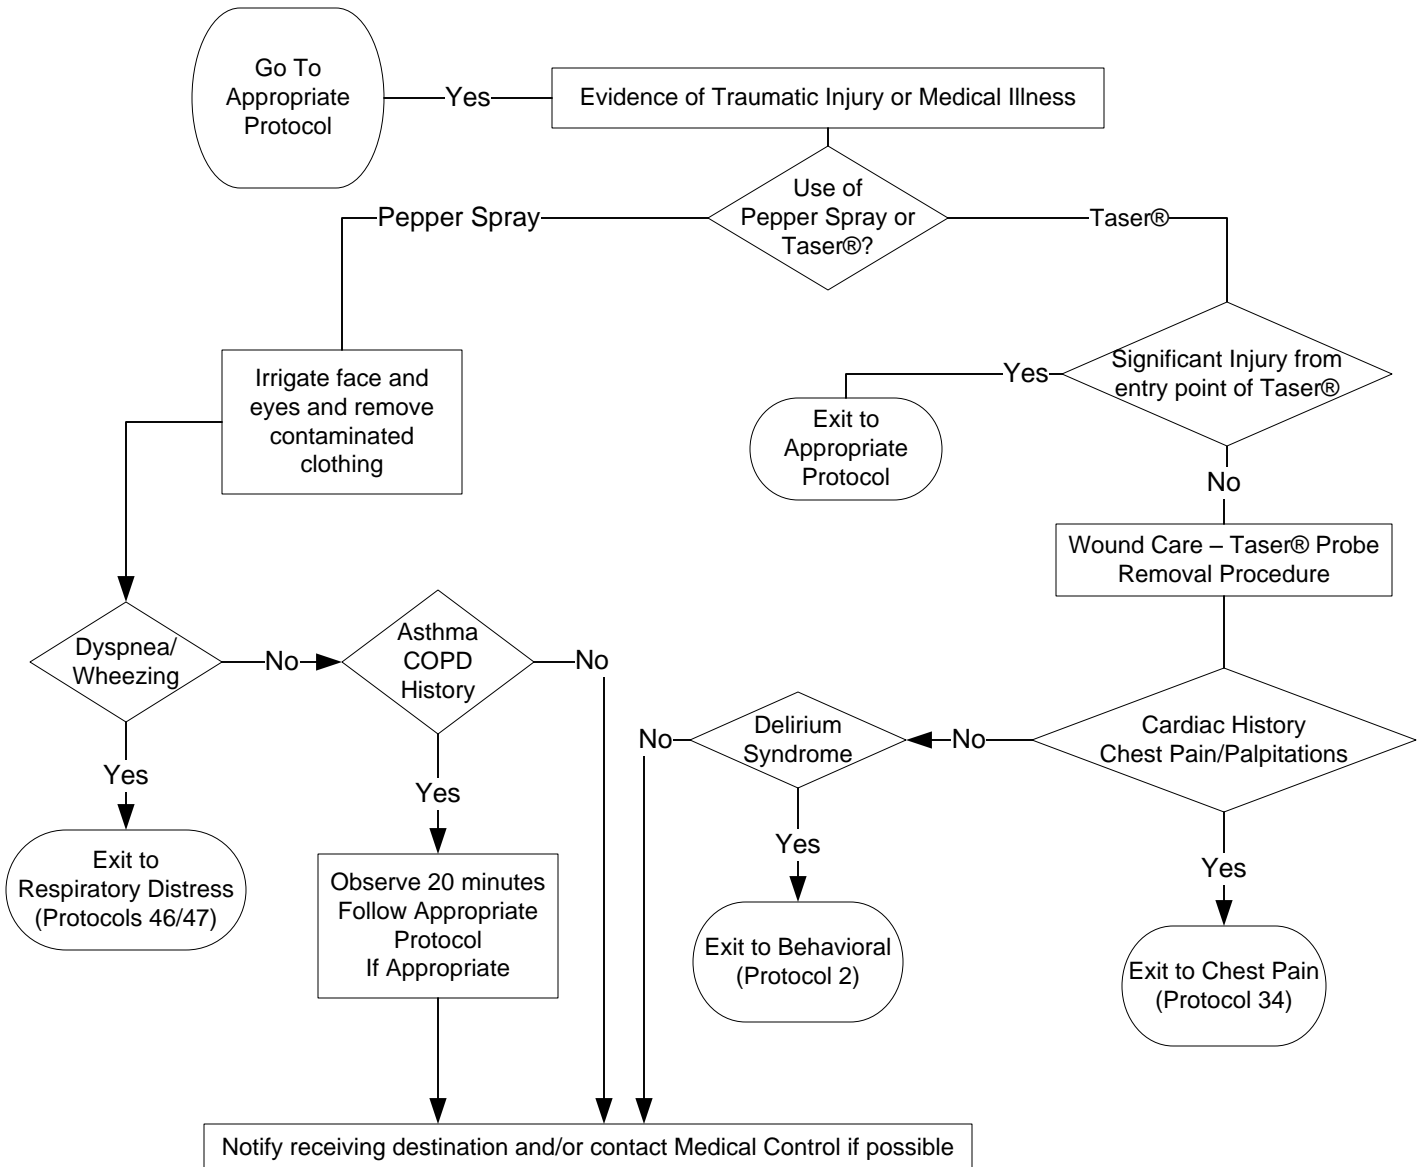 Go To
Appropriate
Protocol
Yes
Evidence of Traumatic Injury or Medical Illness
Use of
Pepper Spray or
Taser®?
Pepper Spray
Taser®
Irrigate face and
eyes and remove
contaminated
clothing
Significant Injury from
entry point of Taser®
Yes
Exit to
Appropriate
Protocol
No
Wound Care – Taser® Probe
Removal Procedure
Dyspnea/
Wheezing
No
Asthma
COPD
History
No
Yes
Exit to
Respiratory Distress
(Protocols 46/47)
Yes
Observe 20 minutes
Follow Appropriate
Protocol
If Appropriate
Cardiac History
Chest Pain/Palpitations
No
Delirium
Syndrome
No
Yes
Exit to Behavioral
(Protocol 2)
Yes
Exit to Chest Pain
(Protocol 34)
Notify receiving destination and/or contact Medical Control if possible